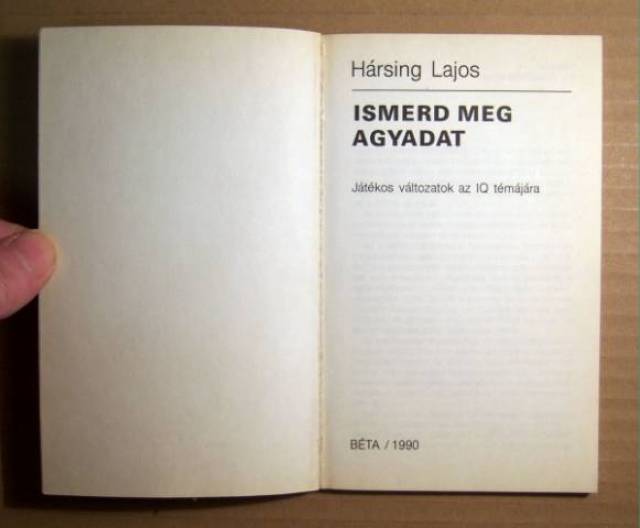 Hársing Lajos
ISMERD MEG
AGYADAT
Játékos változatok az IQ témájára
BÉTA / 1990